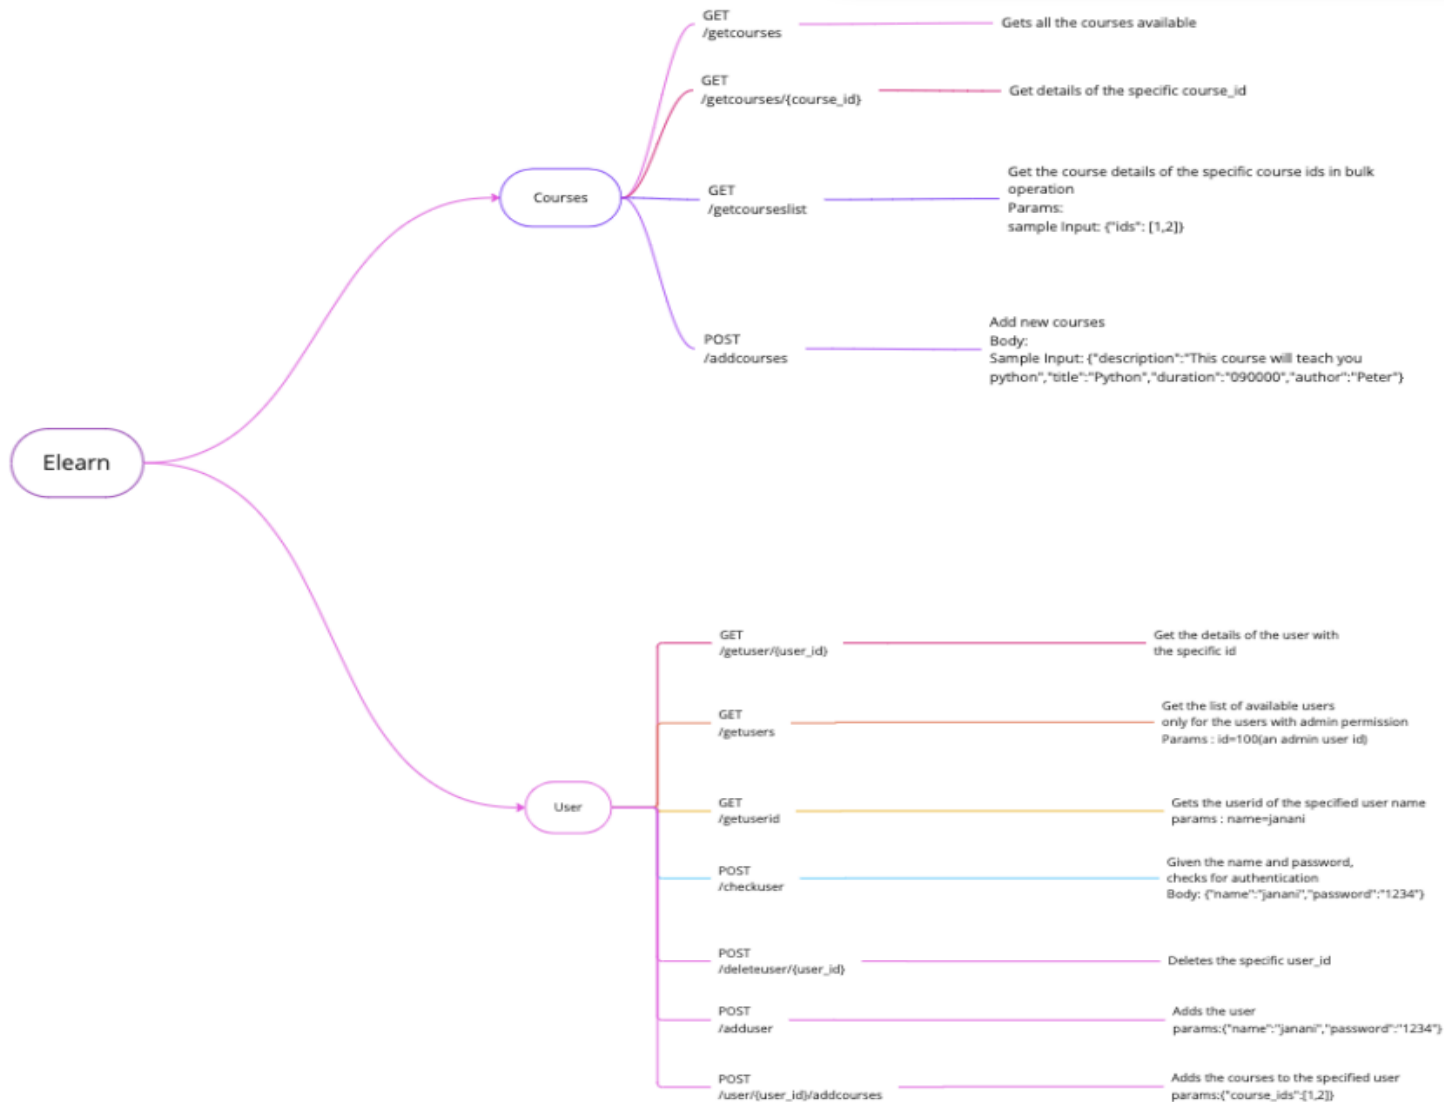 Elearn
Courses
GET
/getcourses
Gets all the courses available
GET
/getcourses/{course_id}
Get details of the specific course_id
GET
/getcourseslist
Get the course details of the specific course ids in bulk
operation
Params:
sample Input: {"ids": [1,2]}
POST
/addcourses
Add new courses
Body:
Sample Input: {"description":"This course will teach you
python","title":"Python","duration":"090000","author":"Peter"}
User
GET
/getuser/{user_id}
Get the details of the user with
the specific id
GET
/getusers
Get the list of available users
only for the users with admin permission
Params : id=100(an admin user id)
GET
/getuserid
Gets the userid of the specified user name
params : name=janani
POST
/checkuser
Given the name and password,
checks for authentication
Body: {"name":"janani","password":"1234"}
POST
/deleteuser/{user_id}
Deletes the specific user_id
POST
/adduser
Adds the user
params:{"name":"janani","password":"1234"}
POST
/user/{user_id}/addcourses
Adds the courses to the specified user
params:{"course_ids":[1,2]}